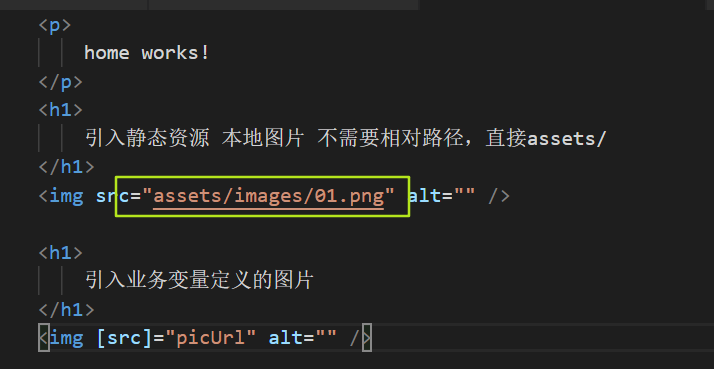 <p>
home works!
</p>
<h1>
引入静态资源 本地图片 不需要相对路径，直接assets/
</h1>
<img src="assets/images/01.png" alt="" />
<h1>
引入业务变量定义的图片
</h1>
<img [src]="picUrl" alt="" />